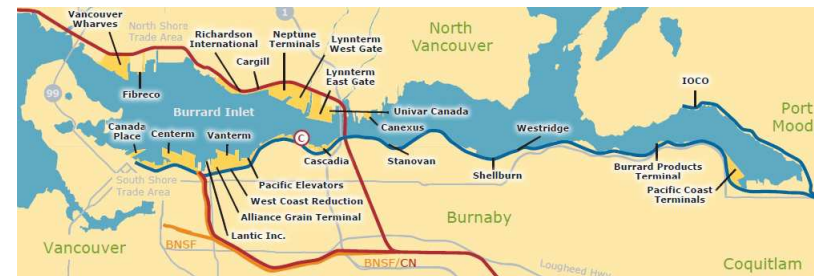 Vancouver
Wharves
North Shore
Trade Area
1
Richardson
International
Neptune
Terminals
Lynnterm
West Gate
North
Vancouver
Cargill
Lynnterm
East Gate
Fibreco
99
Burrard Inlet
Univar Canada
Canexus
IOCO
Port
Mood
Canada
Place
Centerm
Vanterm
C
Cascadia
Stanovan
Westridge
Shellburn
Burrard Products
Terminal
Pacific Coast
Terminals
South Shore
Trade Area
Pacific Elevators
West Coast Reduction
Alliance Grain Terminal
Lantic Inc.
Burnaby
Vancouver
BNSF
BNSF/CN
Lougheed Hwy
Coquitlam